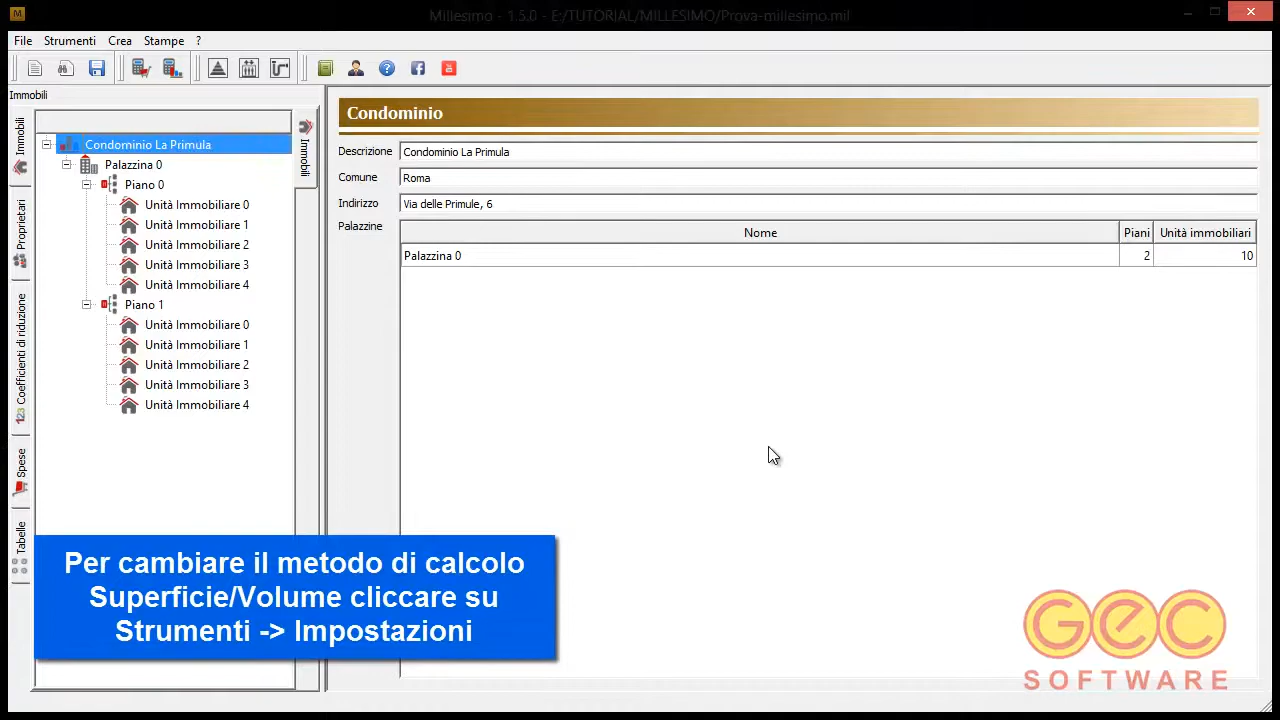 Millesimo - 1.5.0 - E:/TUTORIAL/MILLESIMO/Prova-millesimo.mil
File Strumenti Crea Stampe ?
Immobili
Condominio La Primula
Palazzina 0
Piano 0
Unità Immobiliare 0
Unità Immobiliare 1
Unità Immobiliare 2
Unità Immobiliare 3
Unità Immobiliare 4
Piano 1
Unità Immobiliare 0
Unità Immobiliare 1
Unità Immobiliare 2
Unità Immobiliare 3
Unità Immobiliare 4
Immobili
Proprietari
123 Coefficienti di riduzione
Spese
Tabelle
Immobili
Condominio
Descrizione Condominio La Primula
Comune Roma
Indirizzo Via delle Primule, 6
Palazzine Nome Piani Unità immobiliari
Palazzina 0 2 10
Per cambiare il metodo di calcolo
Superficie/Volume cliccare su
Strumenti -> Impostazioni
GEC
SOFTWARE